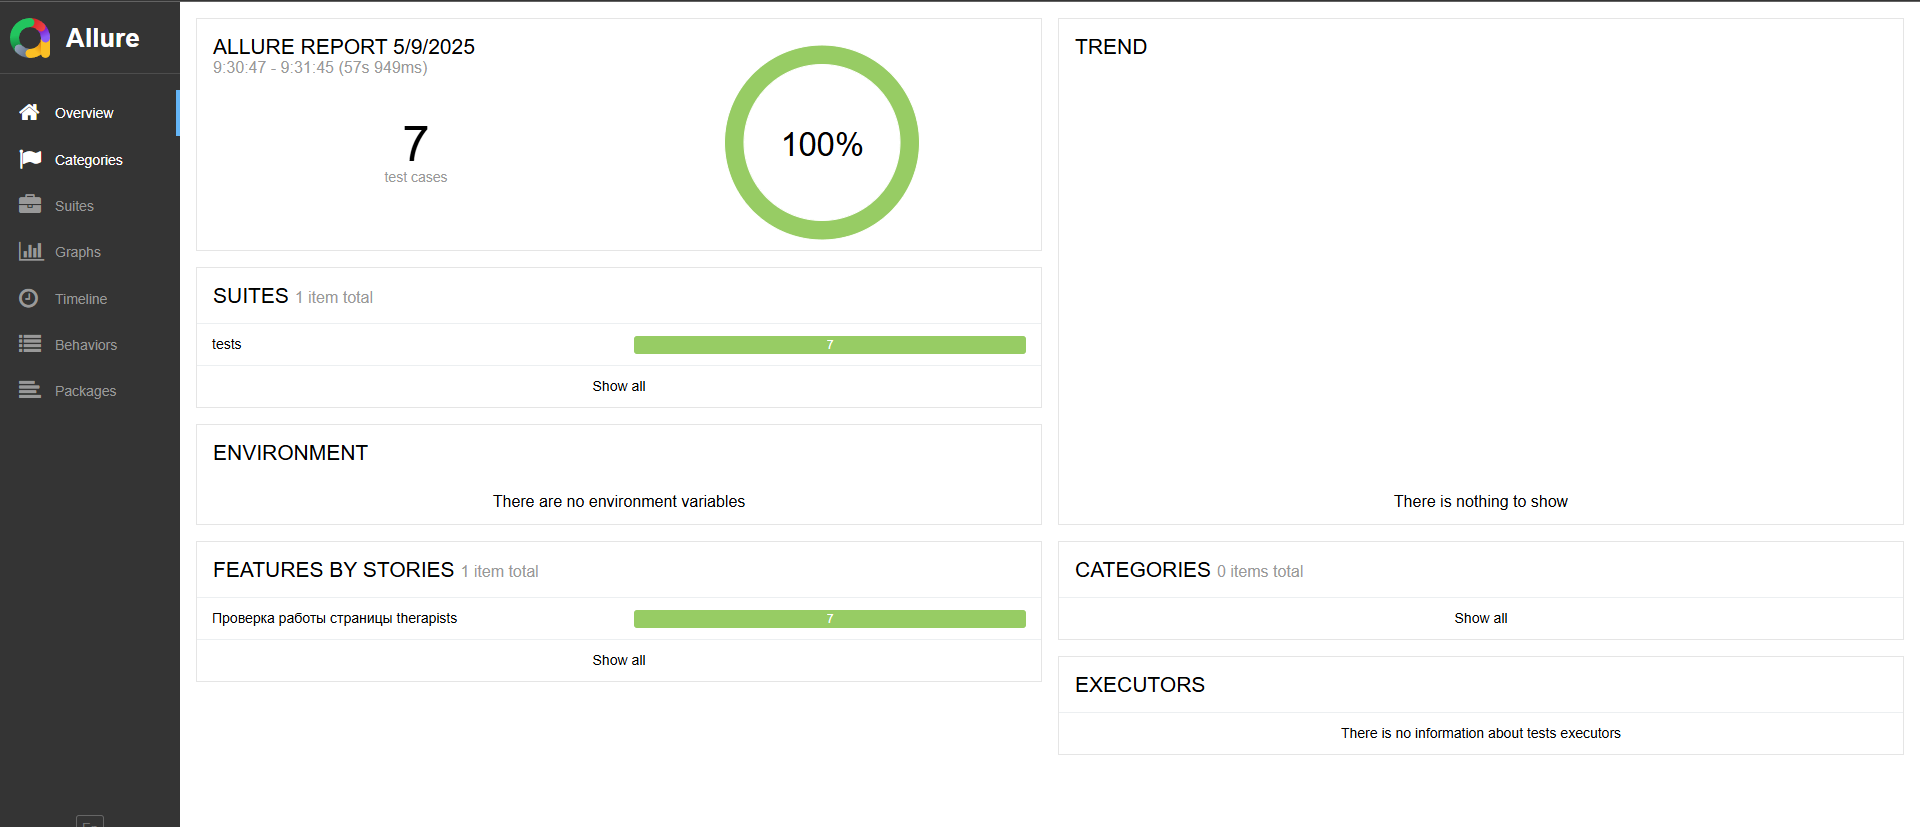 Allure
Overview
Categories
Suites
Graphs
Timeline
Behaviors
Packages
ALLURE REPORT 5/9/2025
9:30:47 - 9:31:45 (57s 949ms)
7
test cases
100%
SUITES 1 item total
tests 7
Show all
ENVIRONMENT
There are no environment variables
FEATURES BY STORIES 1 item total
Проверка работы страницы therapists 7
Show all
TREND
There is nothing to show
CATEGORIES 0 items total
Show all
EXECUTORS
There is no information about tests executors